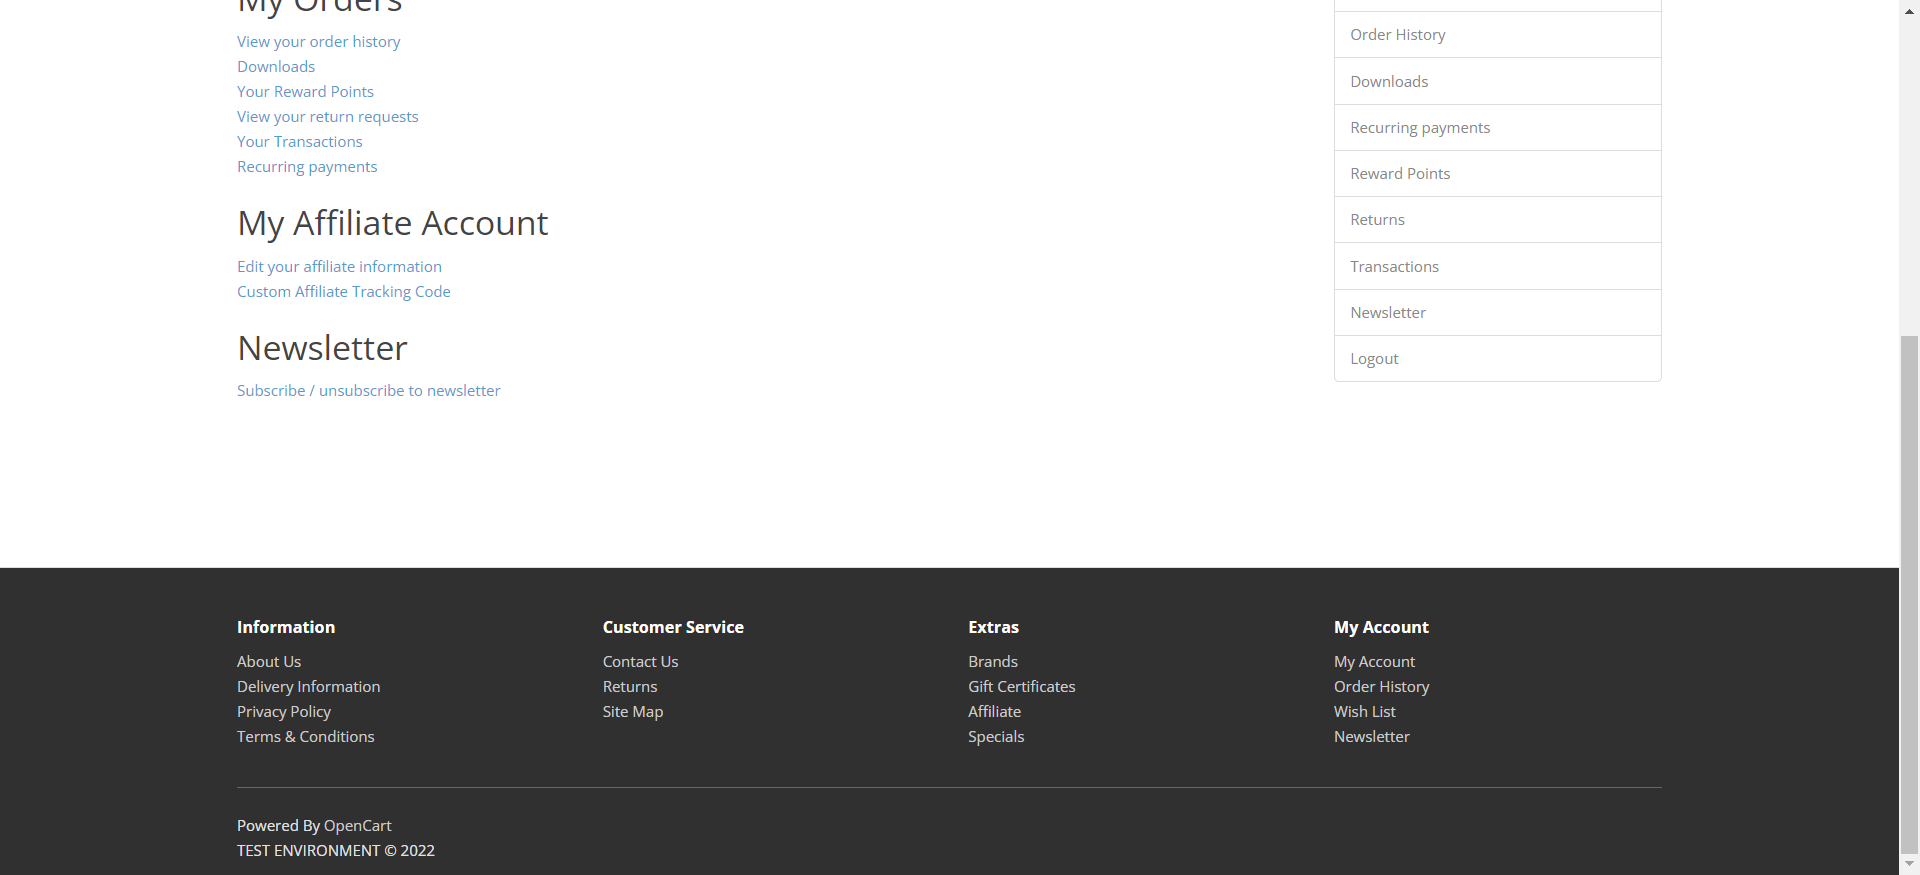 My Orders
View your order history
Downloads
Your Reward Points
View your return requests
Your Transactions
Recurring payments
My Affiliate Account
Edit your affiliate information
Custom Affiliate Tracking Code
Newsletter
Subscribe / unsubscribe to newsletter
Order History
Downloads
Recurring payments
Reward Points
Returns
Transactions
Newsletter
Logout
Information
About Us
Delivery Information
Privacy Policy
Terms & Conditions
Customer Service
Contact Us
Returns
Site Map
Extras
Brands
Gift Certificates
Affiliate
Specials
My Account
My Account
Order History
Wish List
Newsletter
Powered By OpenCart
TEST ENVIRONMENT © 2022